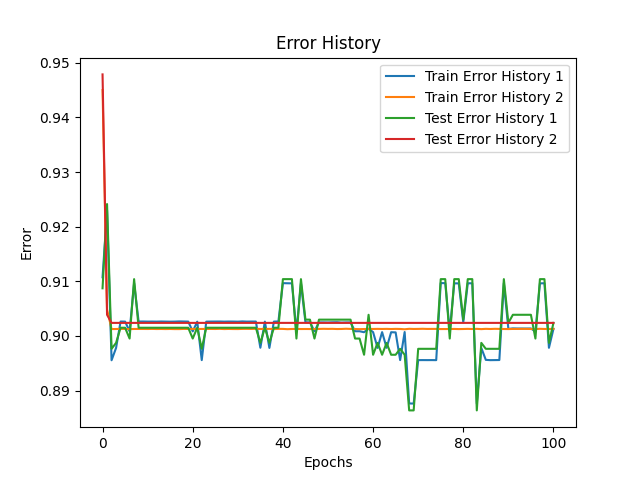 Error History
Train Error History 1
Train Error History 2
Test Error History 1
Test Error History 2
0.95
0.94
0.93
0.92
0.91
0.90
0.89
Error
0 20 40 60 80 100
Epochs